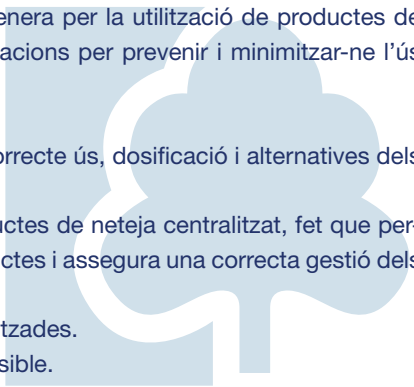 enera per la utilització de productes de
acions per prevenir i minimitzar-ne l’ús
orrecte ús, dosificació i alternatives dels
uctes de neteja centralitzat, fet que per-
ctes i assegura una correcta gestió dels
tzades.
sible.